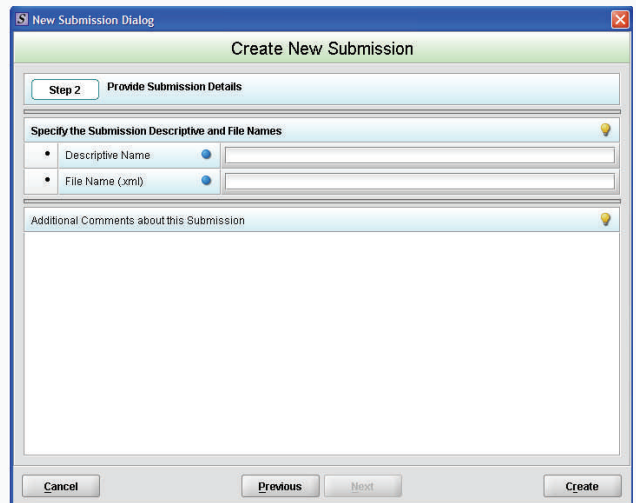 New Submission Dialog
Create New Submission
Step 2 Provide Submission Details
Specify the Submission Descriptive and File Names
• Descriptive Name
• File Name (.xml)
Additional Comments about this Submission
Cancel Previous Next Create